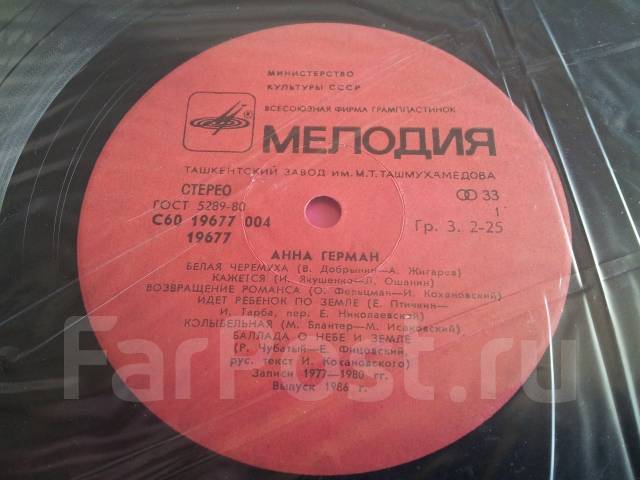 МИНИСТЕРСТВО
КУЛЬТУРЫ СССР
ВСЕСОЮЗНАЯ ФИРМА ГРАМПЛАСТИНОК
® МЕЛОДИЯ
ТАШКЕНТСКИЙ ЗАВОД ИМ. М.Т. ТАШМУХАМЕДОВА
СТЕРЕО
ГОСТ 5289-80
С60 19677 004
19677
33
1
Гр. 3. 2-25
АННА ГЕРМАН
БЕЛАЯ ЧЕРЕМУХА (В. Добрынин—А. Жигарев)
КАЖЕТСЯ (И. Якушенко—Л. Ошанин)
ВОЗВРАЩЕНИЕ РОМАНСА (О. Фельцман—И. Кохановский)
ИДЕТ РЕБЕНОК ПО ЗЕМЛЕ (Е. Птичкин—
И. Тарба, пер. Е. Николаевской)
КОЛЫБЕЛЬНАЯ (М. Блантер—М. Исаковский)
БАЛЛАДА О НЕБЕ И ЗЕМЛЕ
(Р. Чубатый—Е. Фицовский,
рус. текст И. Кохановского)
Записи 1977—1980 гг.
Выпуск 1986 г.
FarPost.ru